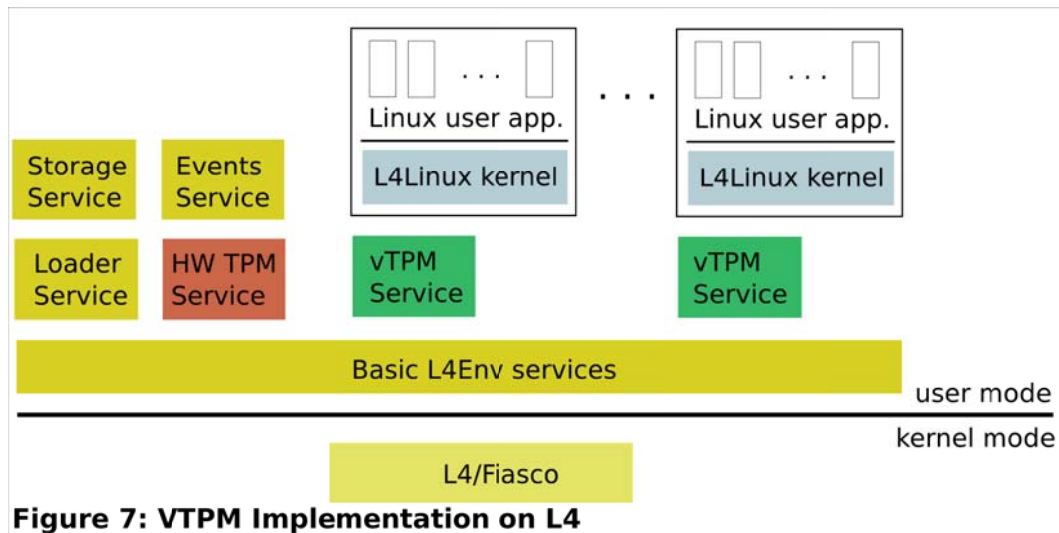 . . .
Linux user app.
L4Linux kernel
. . .
. . .
Linux user app.
L4Linux kernel
Storage
Service
Events
Service
Loader
Service
HW TPM
Service
vTPM
Service
vTPM
Service
Basic L4Env services
user mode
kernel mode
L4/Fiasco
Figure 7: VTPM Implementation on L4